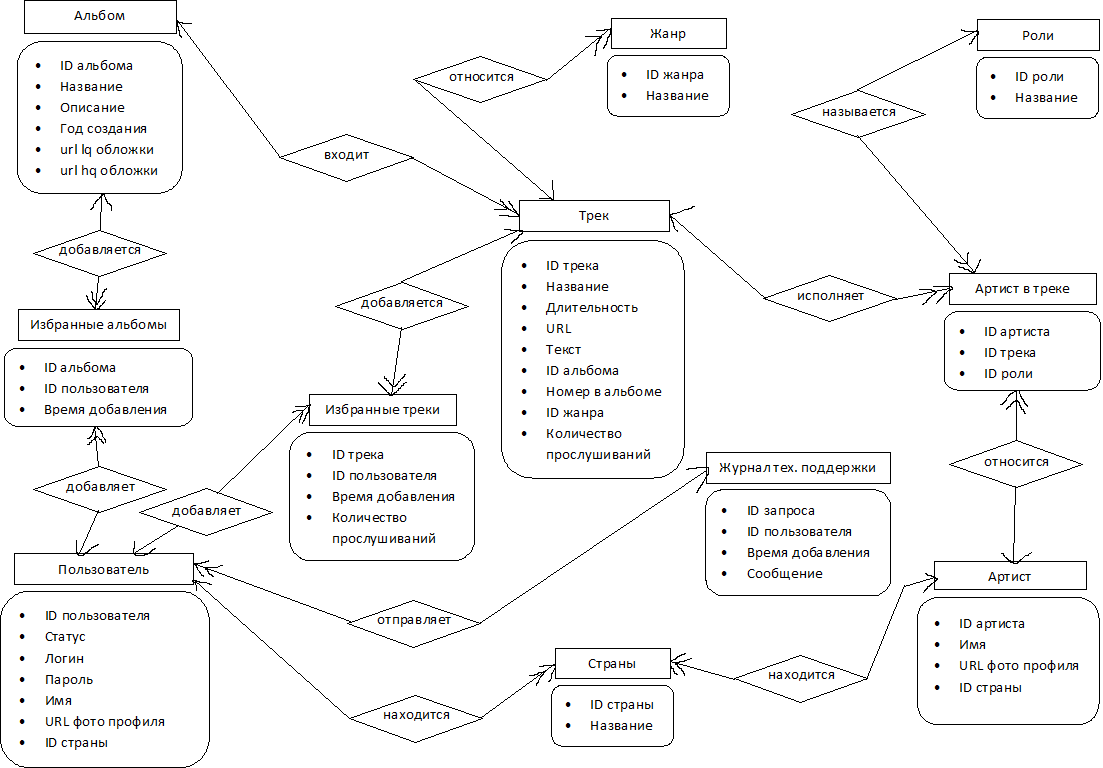 Альбом
• ID альбома
• Название
• Описание
• Год создания
• url lq обложки
• url hq обложки
относится
Жанр
• ID жанра
• Название
Роли
• ID роли
• Название
называется
входит
добавляется
Трек
• ID трека
• Название
• Длительность
• URL
• Текст
• ID альбома
• Номер в альбоме
• ID жанра
• Количество
прослушиваний
исполняет
Артист в треке
• ID артиста
• ID трека
• ID роли
Избранные альбомы
• ID альбома
• ID пользователя
• Время добавления
добавляется
Избранные треки
• ID трека
• ID пользователя
• Время добавления
• Количество
прослушиваний
добавляет
добавляет
Журнал тех. поддержки
• ID запроса
• ID пользователя
• Время добавления
• Сообщение
относится
Пользователь
• ID пользователя
• Статус
• Логин
• Пароль
• Имя
• URL фото профиля
• ID страны
отправляет
находится
Страны
• ID страны
• Название
находится
Артист
• ID артиста
• Имя
• URL фото профиля
• ID страны